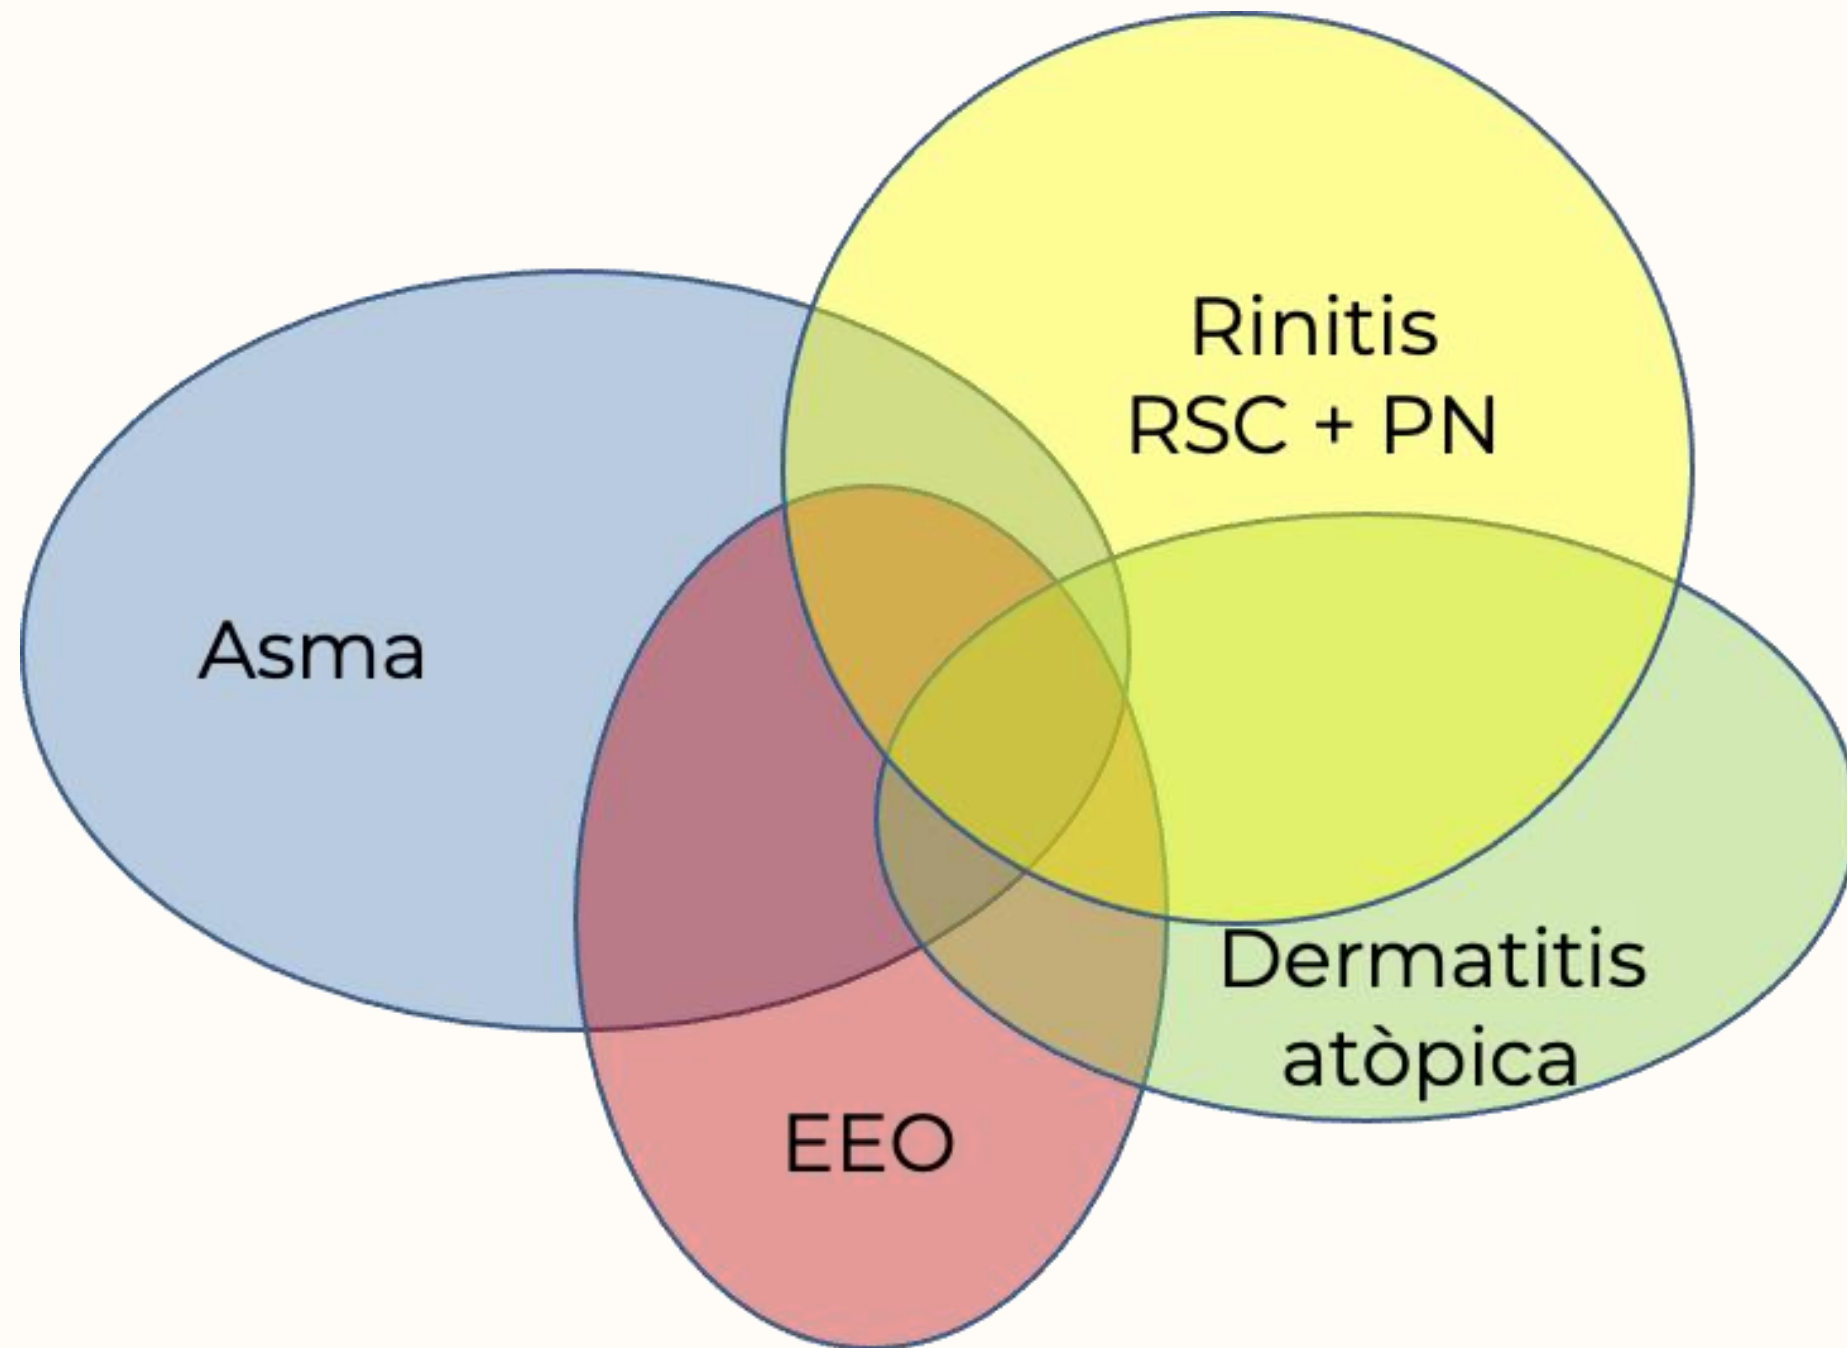 Rinitis
RSC + PN
Asma
Dermatitis
atòpica
EEO